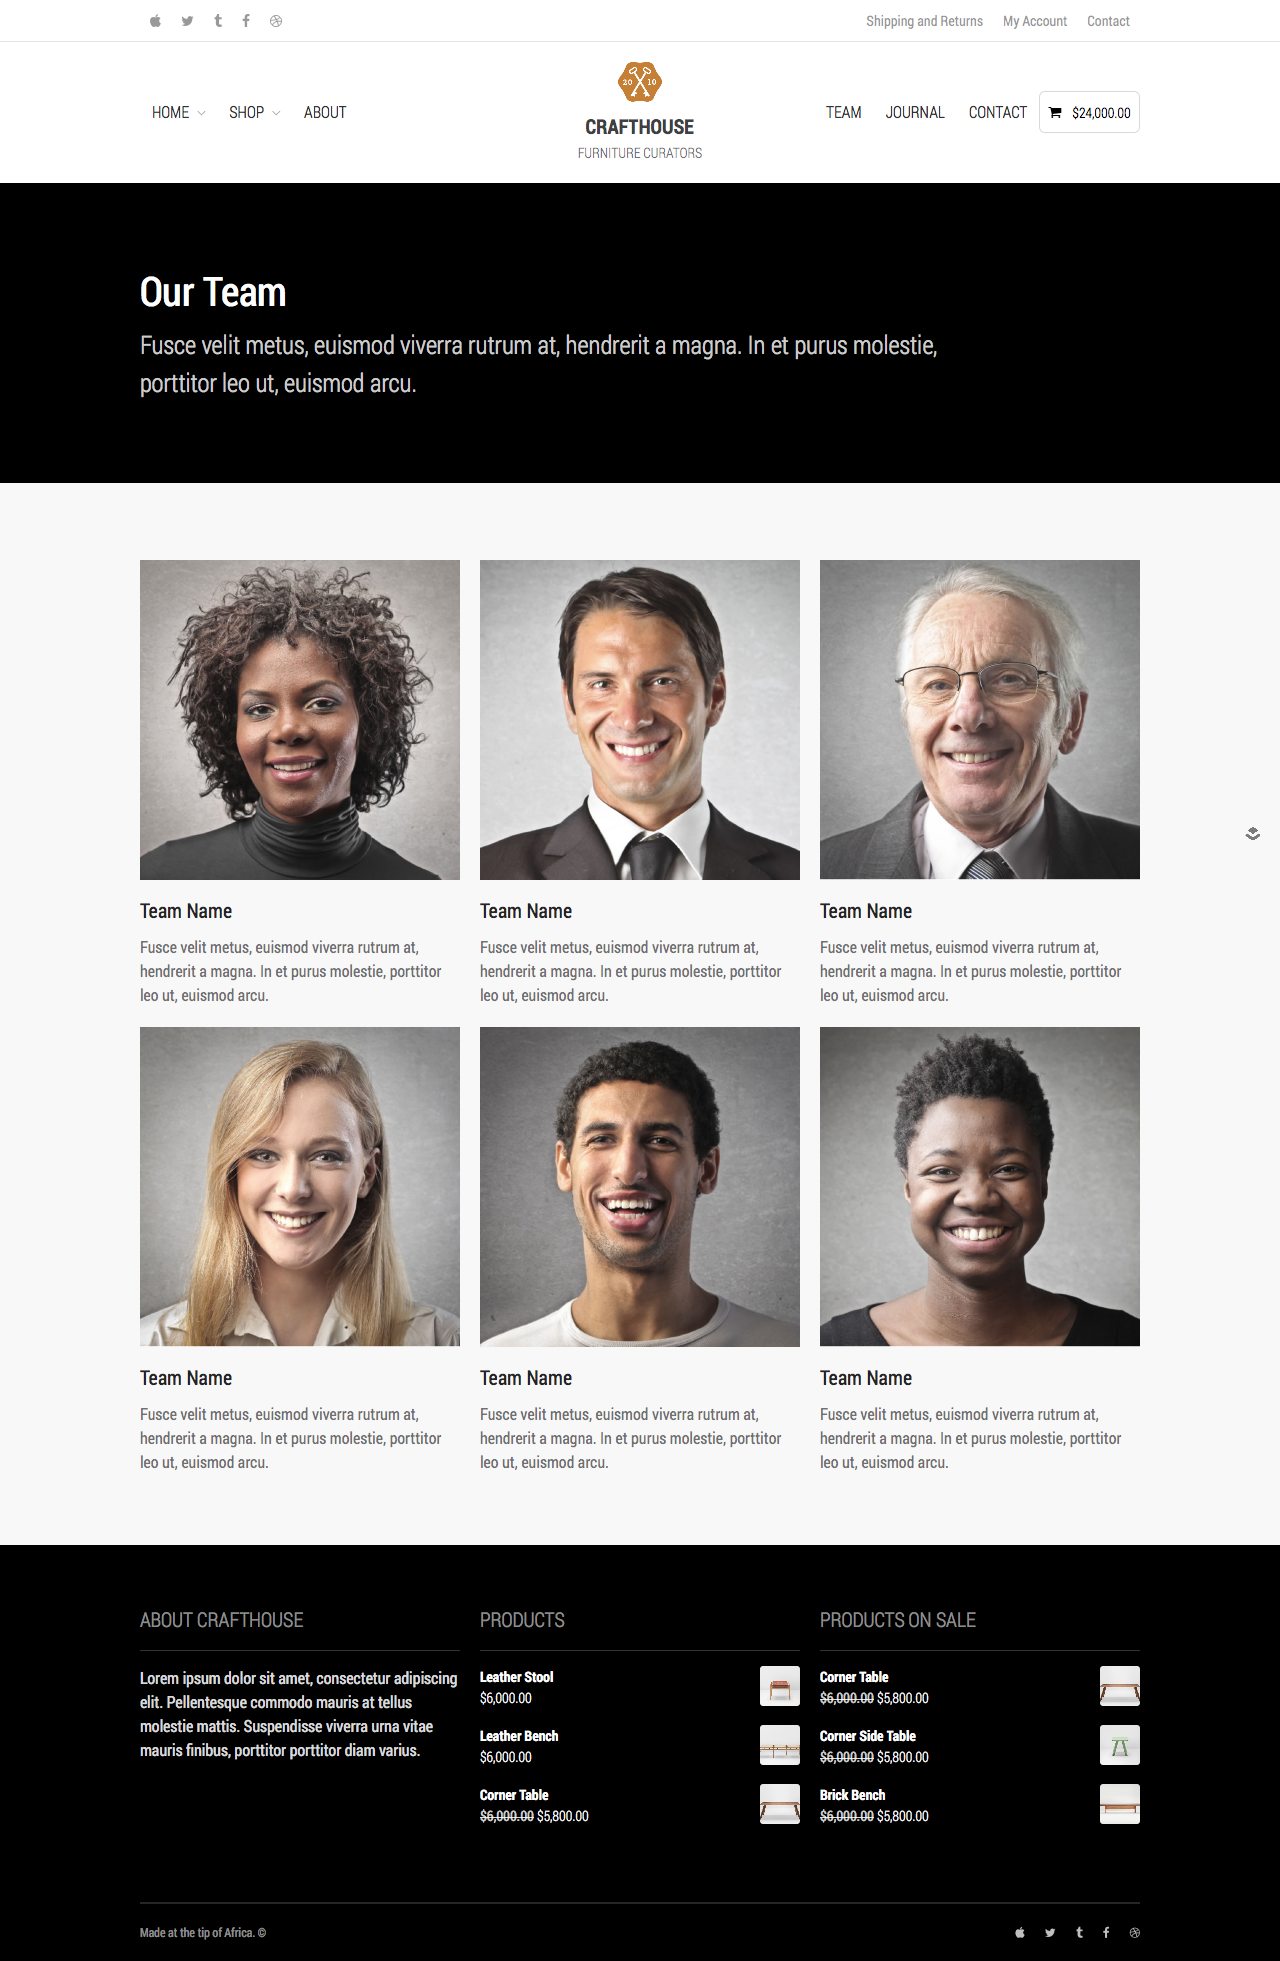 Shipping and Returns My Account Contact
HOME SHOP ABOUT
20 10
CRAFTHOUSE
FURNITURE CURATORS
TEAM JOURNAL CONTACT $24,000.00
Our Team
Fusce velit metus, euismod viverra rutrum at, hendrerit a magna. In et purus molestie,
porttitor leo ut, euismod arcu.
Team Name
Fusce velit metus, euismod viverra rutrum at,
hendrerit a magna. In et purus molestie, porttitor
leo ut, euismod arcu.
Team Name
Fusce velit metus, euismod viverra rutrum at,
hendrerit a magna. In et purus molestie, porttitor
leo ut, euismod arcu.
Team Name
Fusce velit metus, euismod viverra rutrum at,
hendrerit a magna. In et purus molestie, porttitor
leo ut, euismod arcu.
Team Name
Fusce velit metus, euismod viverra rutrum at,
hendrerit a magna. In et purus molestie, porttitor
leo ut, euismod arcu.
Team Name
Fusce velit metus, euismod viverra rutrum at,
hendrerit a magna. In et purus molestie, porttitor
leo ut, euismod arcu.
Team Name
Fusce velit metus, euismod viverra rutrum at,
hendrerit a magna. In et purus molestie, porttitor
leo ut, euismod arcu.
ABOUT CRAFTHOUSE
Lorem ipsum dolor sit amet, consectetur adipiscing
elit. Pellentesque commodo mauris at tellus
molestie mattis. Suspendisse viverra urna vitae
mauris finibus, porttitor porttitor diam varius.
PRODUCTS
Leather Stool
$6,000.00
Leather Bench
$6,000.00
Corner Table
$6,000.00 $5,800.00
PRODUCTS ON SALE
Corner Table
$6,000.00 $5,800.00
Corner Side Table
$6,000.00 $5,800.00
Brick Bench
$6,000.00 $5,800.00
Made at the tip of Africa. ©